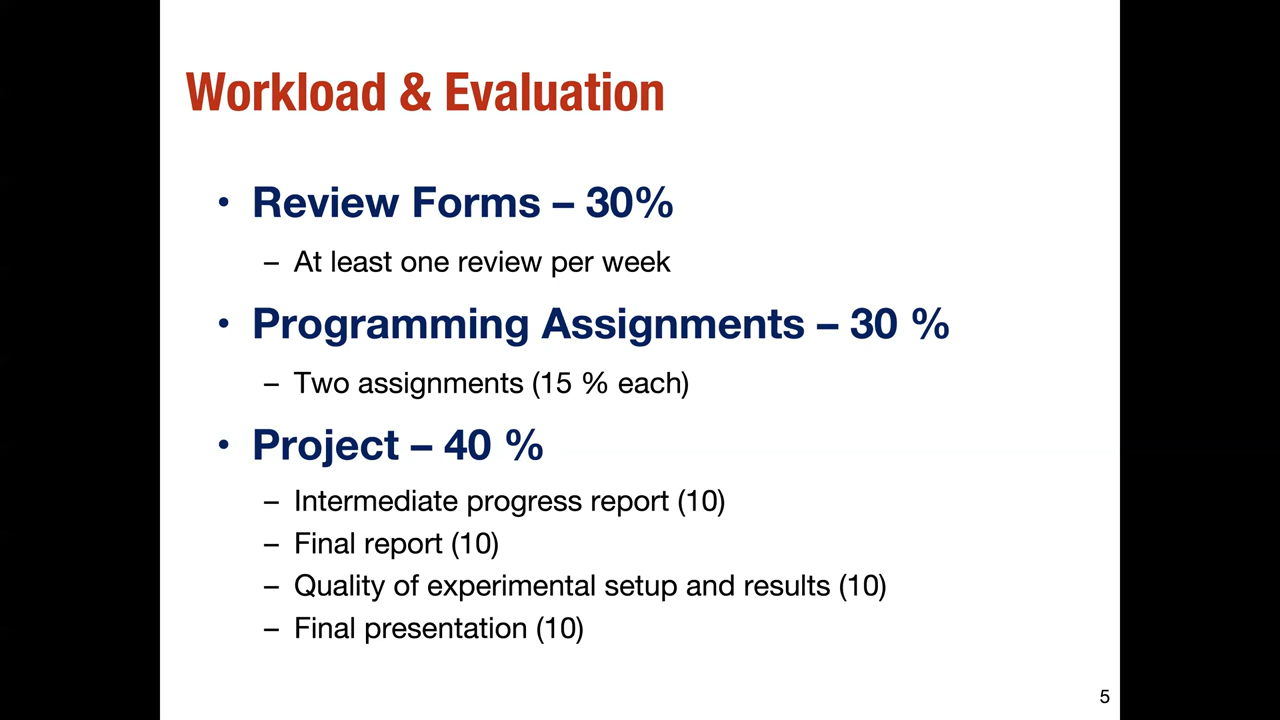 Workload & Evaluation
• Review Forms – 30%
– At least one review per week
• Programming Assignments – 30 %
– Two assignments (15 % each)
• Project – 40 %
– Intermediate progress report (10)
– Final report (10)
– Quality of experimental setup and results (10)
– Final presentation (10)
5